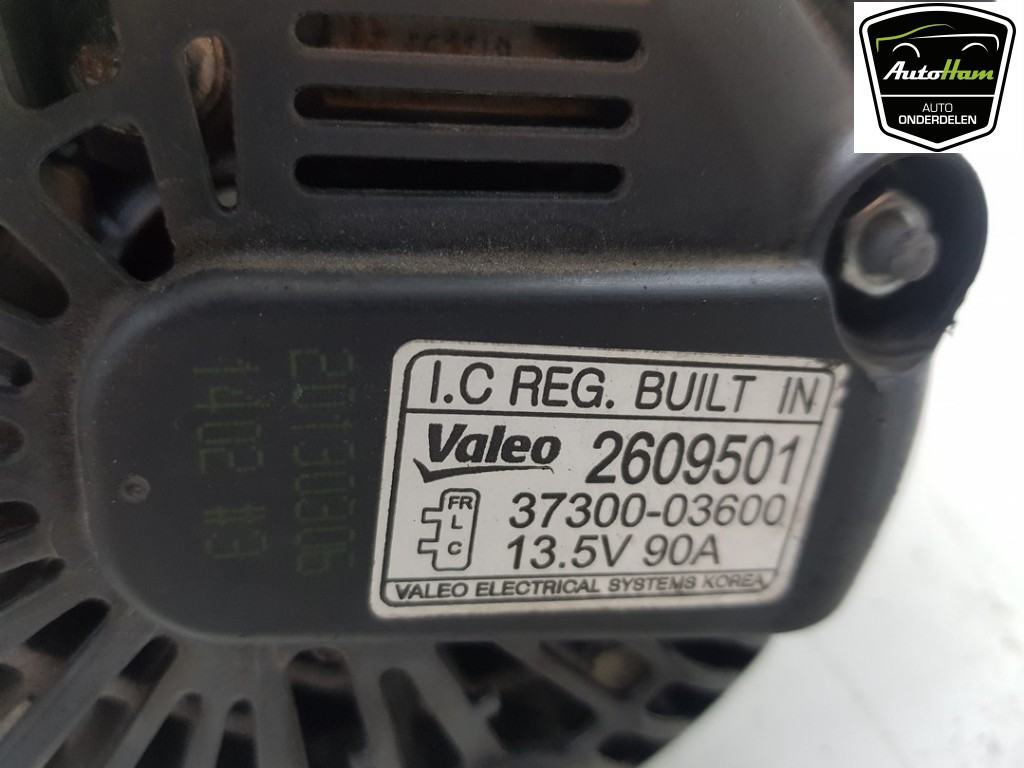 AutoHam
AUTO
ONDERDELEN
I.C REG. BUILT IN
Valeo 2609501
FR
L
C
37300-03600
13.5V 90A
VALEO ELECTRICAL SYSTEMS KOREA
20130306
1402 #3